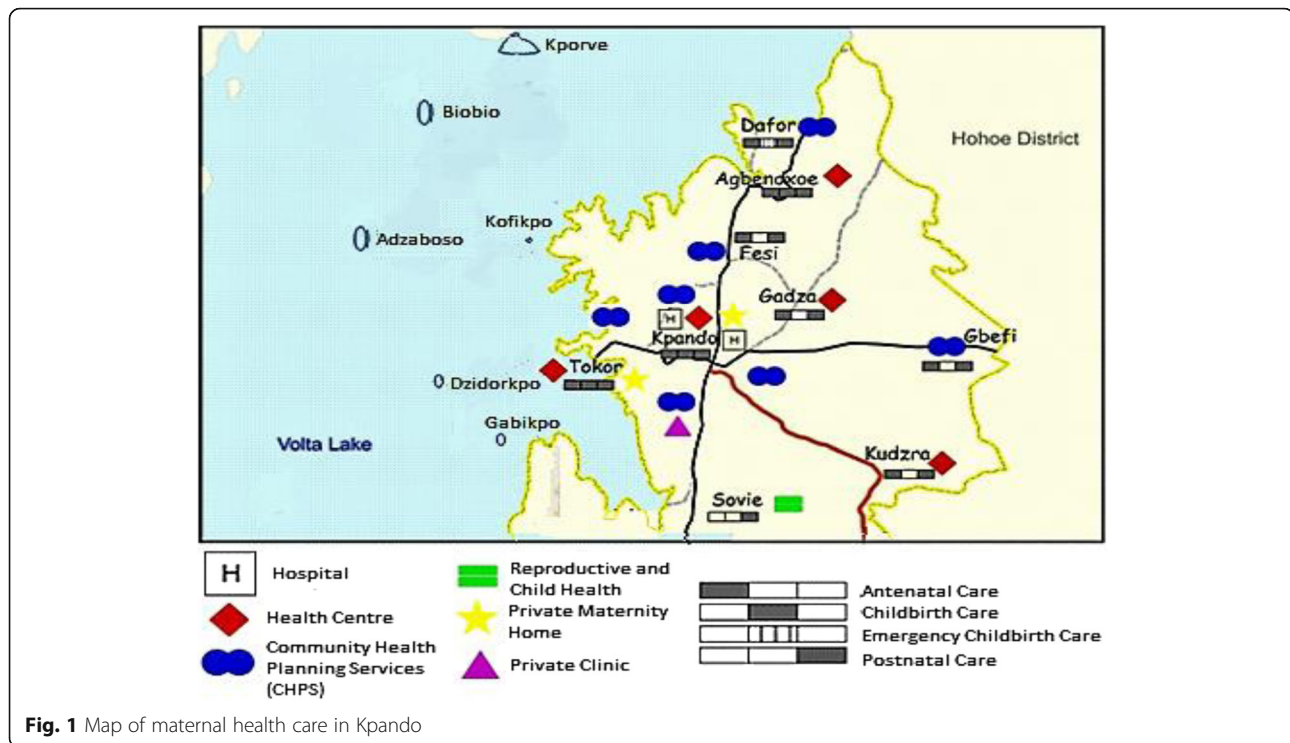 Kporve
Biobio
Dafor
Hohoe District
Agbenoxoe
Kofikpo
Adzaboso
Fesi
Gadza
H
Kpando
H
Gbefi
Tokor
Dzidorkpo
Gabikpo
Volta Lake
Kudzra
Sovie
H
Hospital
Health Centre
Community Health
Planning Services
(CHPS)
Reproductive and
Child Health
Private Maternity
Home
Private Clinic
Antenatal Care
Childbirth Care
Emergency Childbirth Care
Postnatal Care
Fig. 1 Map of maternal health care in Kpando